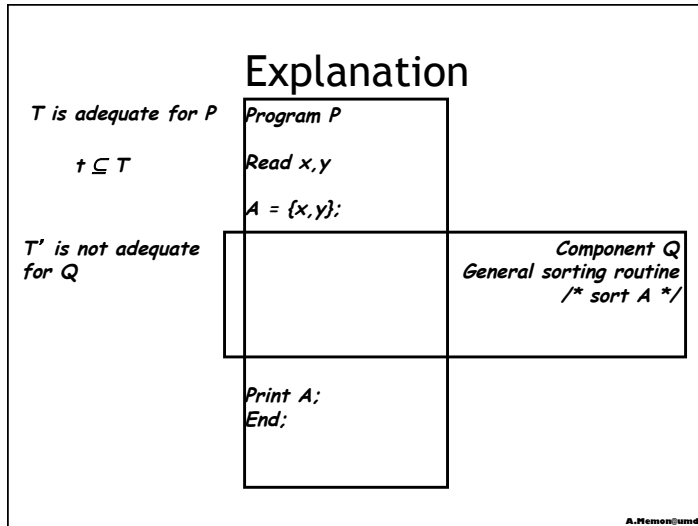 Explanation
T is adequate for P
t ⊆ T
T' is not adequate
for Q
Program P
Read x,y
A = {x,y};
Component Q
General sorting routine
/* sort A */
Print A;
End;
A.Memon@umd